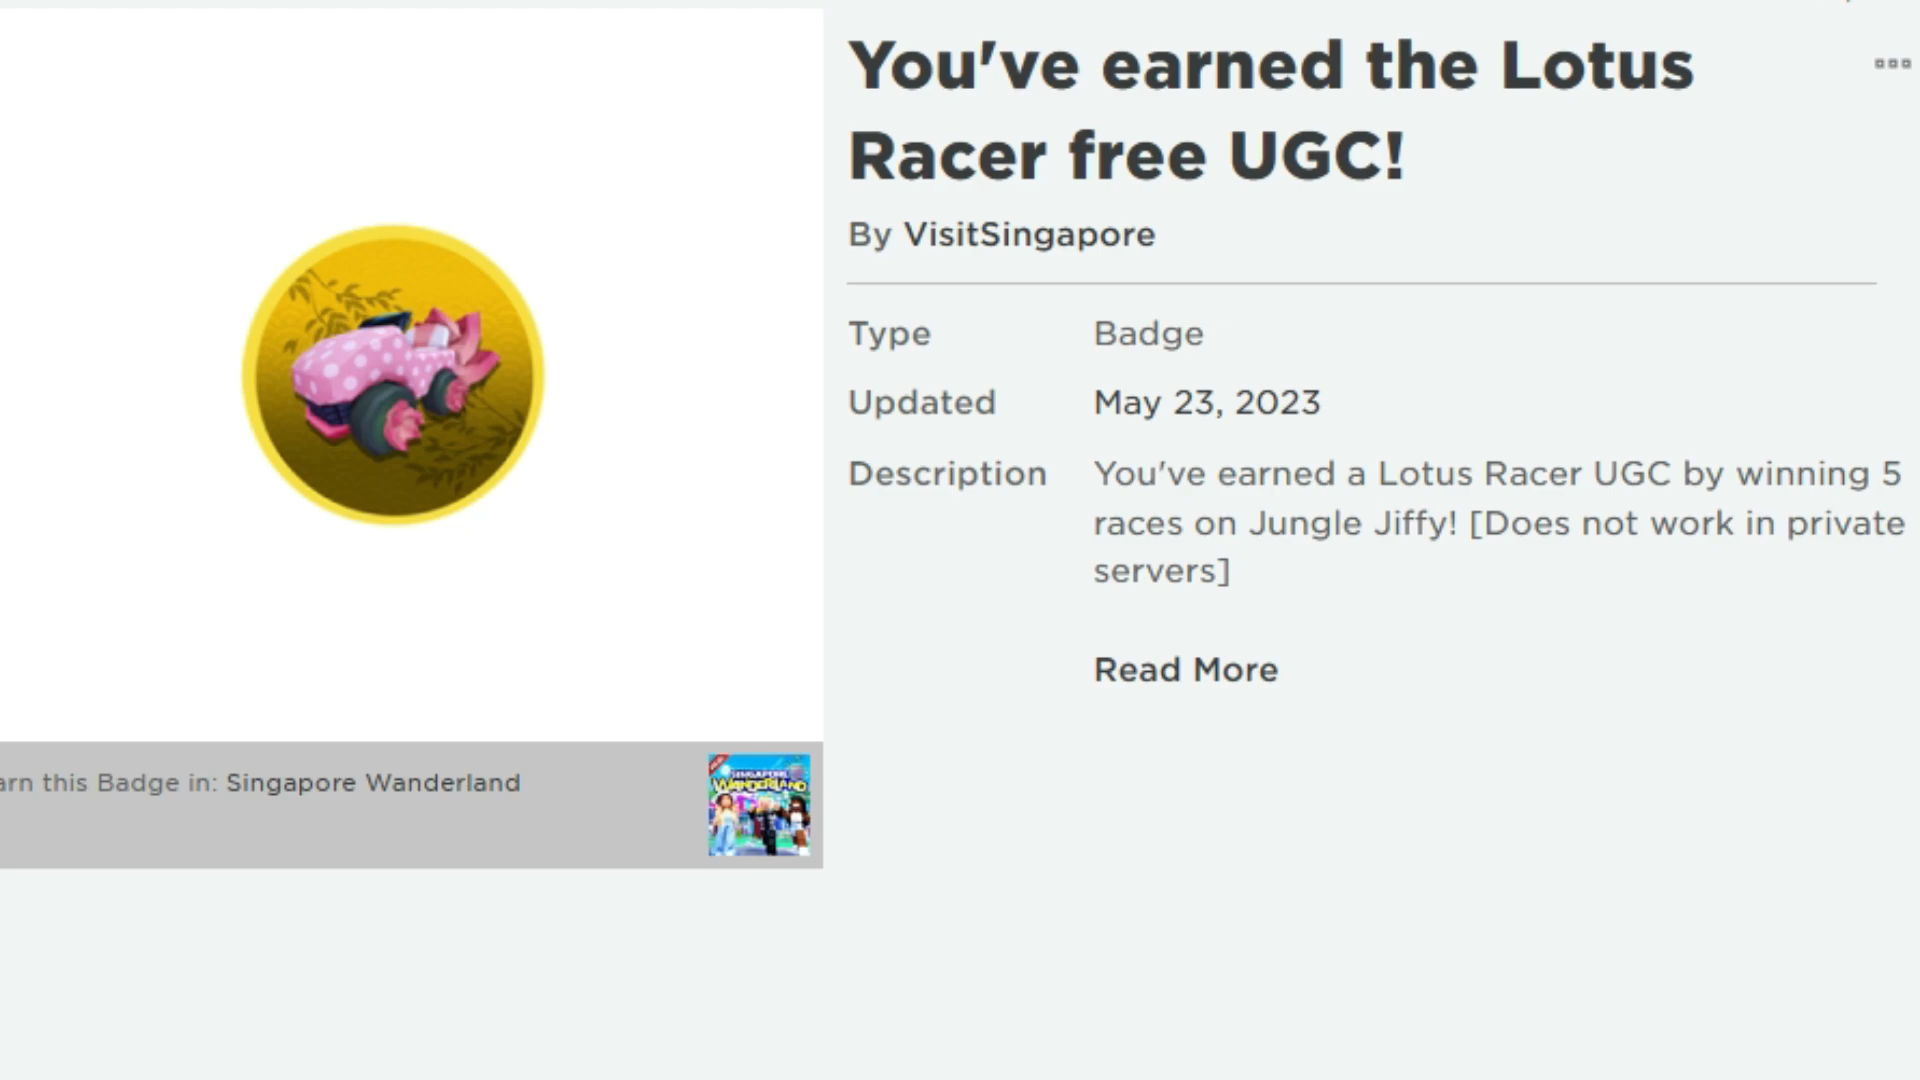 You've earned the Lotus
Racer free UGC!
By VisitSingapore
Type Badge
Updated May 23, 2023
Description You've earned a Lotus Racer UGC by winning 5
races on Jungle Jiffy! [Does not work in private
servers]
Read More
arn this Badge in: Singapore Wanderland
SINGAPORE
WANDERLAND